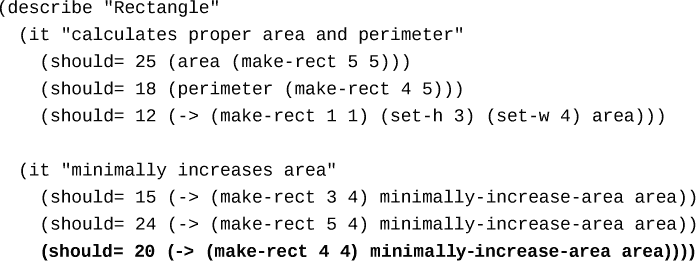 (describe "Rectangle"
(it "calculates proper area and perimeter"
(should= 25 (area (make-rect 5 5)))
(should= 18 (perimeter (make-rect 4 5)))
(should= 12 (-> (make-rect 1 1) (set-h 3) (set-w 4) area)))
(it "minimally increases area"
(should= 15 (-> (make-rect 3 4) minimally-increase-area area))
(should= 24 (-> (make-rect 5 4) minimally-increase-area area))
(should= 20 (-> (make-rect 4 4) minimally-increase-area area))))